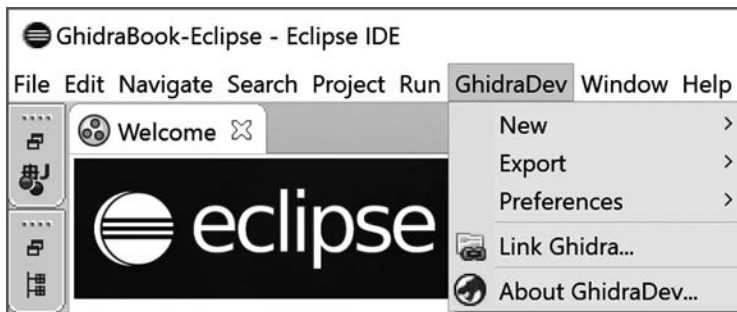 GhidraBook-Eclipse - Eclipse IDE
File Edit Navigate Search Project Run GhidraDev Window Help
Welcome
New
Export
Preferences
eclipse
Link Ghidra...
About GhidraDev...